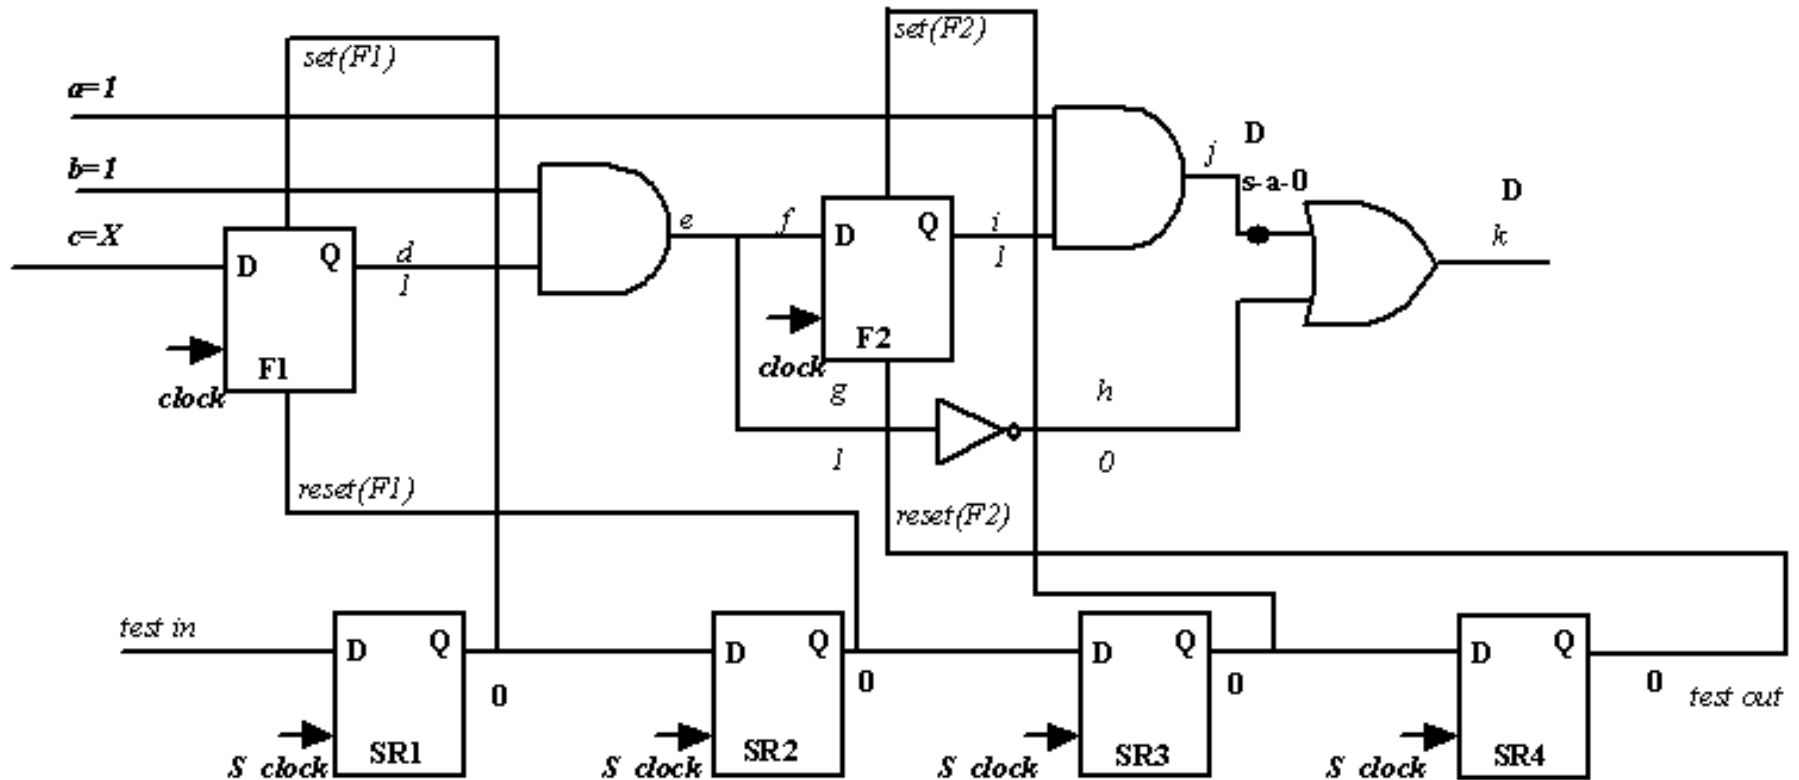 set(F2)
set(F1)
a=1
D
j
b=1
s-a-0
D
e
f
D
Q
i
k
c=X
D
Q
d
1
1
F2
clock
F1
clock
g
h
1
0
reset(F1)
reset(F2)
test in
D
Q
D
Q
D
Q
D
Q
0
0
0
0
test out
SR1
SR2
SR3
SR4
S clock
S clock
S clock
S clock